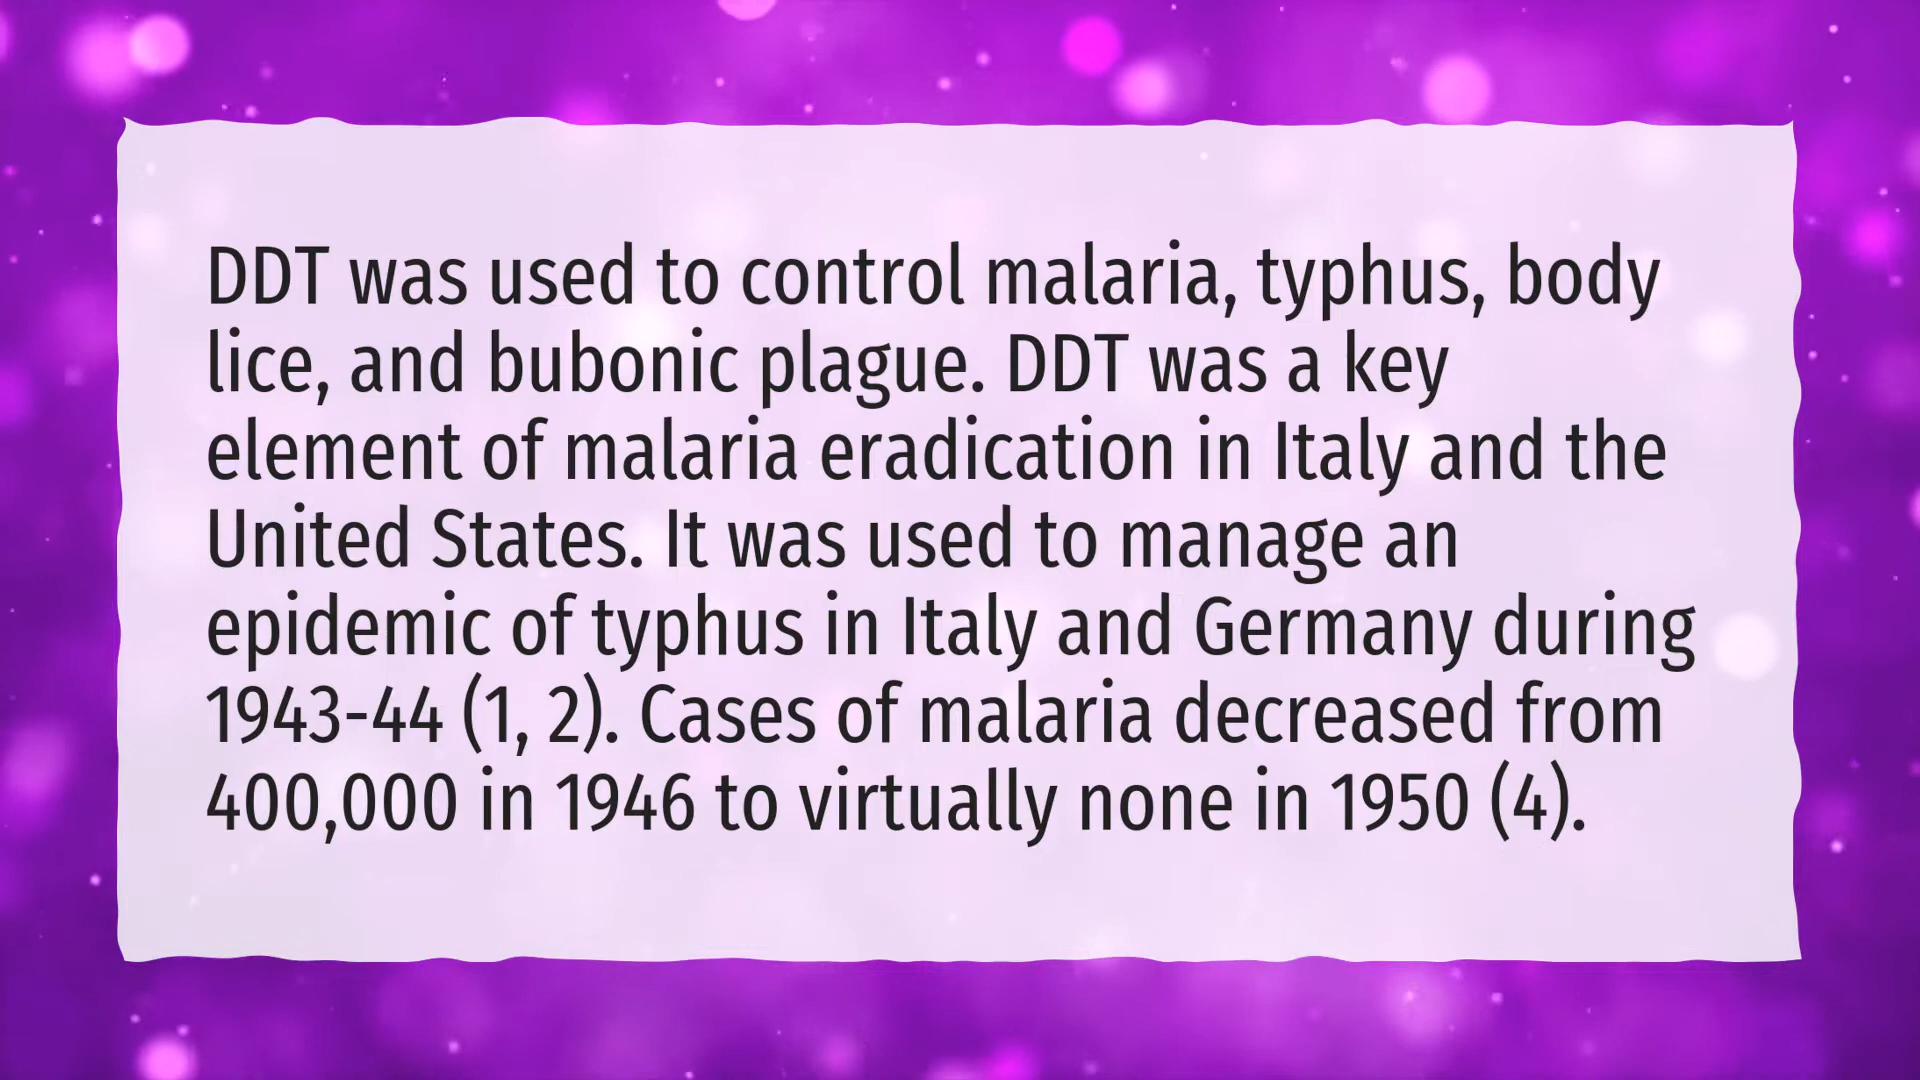 DDT was used to control malaria, typhus, body
lice, and bubonic plague. DDT was a key
element of malaria eradication in Italy and the
United States. It was used to manage an
epidemic of typhus in Italy and Germany during
1943-44 (1, 2). Cases of malaria decreased from
400,000 in 1946 to virtually none in 1950 (4).